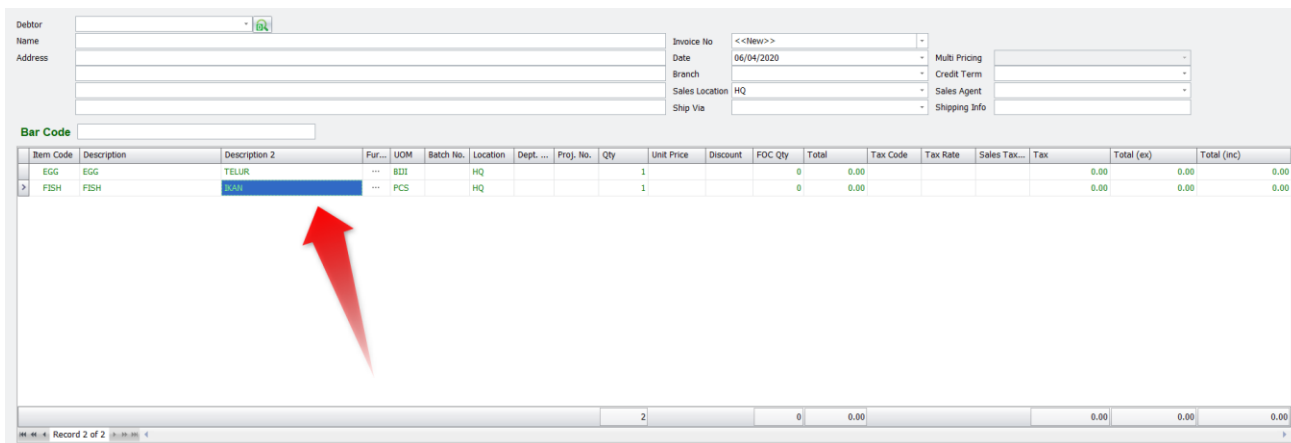 Debtor
Name
Invoice No <<New>>
Address
Date 06/04/2020 Multi Pricing
Branch Credit Term
Sales Location HQ Sales Agent
Ship Via Shipping Info
Bar Code
Item Code Description Description 2 Fur... UOM Batch No. Location Dept. ... Proj. No. Qty Unit Price Discount FOC Qty Total Tax Code Tax Rate Sales Tax... Tax Total (ex) Total (inc)
EGG EGG TELUR ... BIJI HQ 1 0 0.00 0.00 0.00 0.00
FISH FISH IKAN ... PCS HQ 1 0 0.00 0.00 0.00 0.00
2 0 0.00 0.00 0.00 0.00
Record 2 of 2